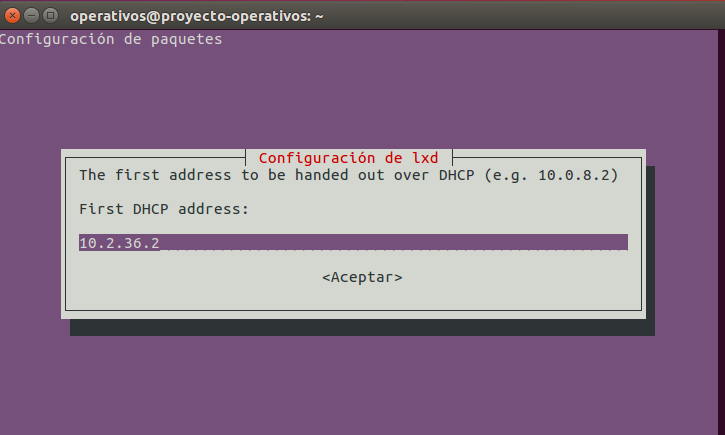 operativos@proyecto-operativos: ~
Configuración de paquetes
Configuración de lxd
The first address to be handed out over DHCP (e.g. 10.0.8.2)
First DHCP address:
10.2.36.2
<Aceptar>